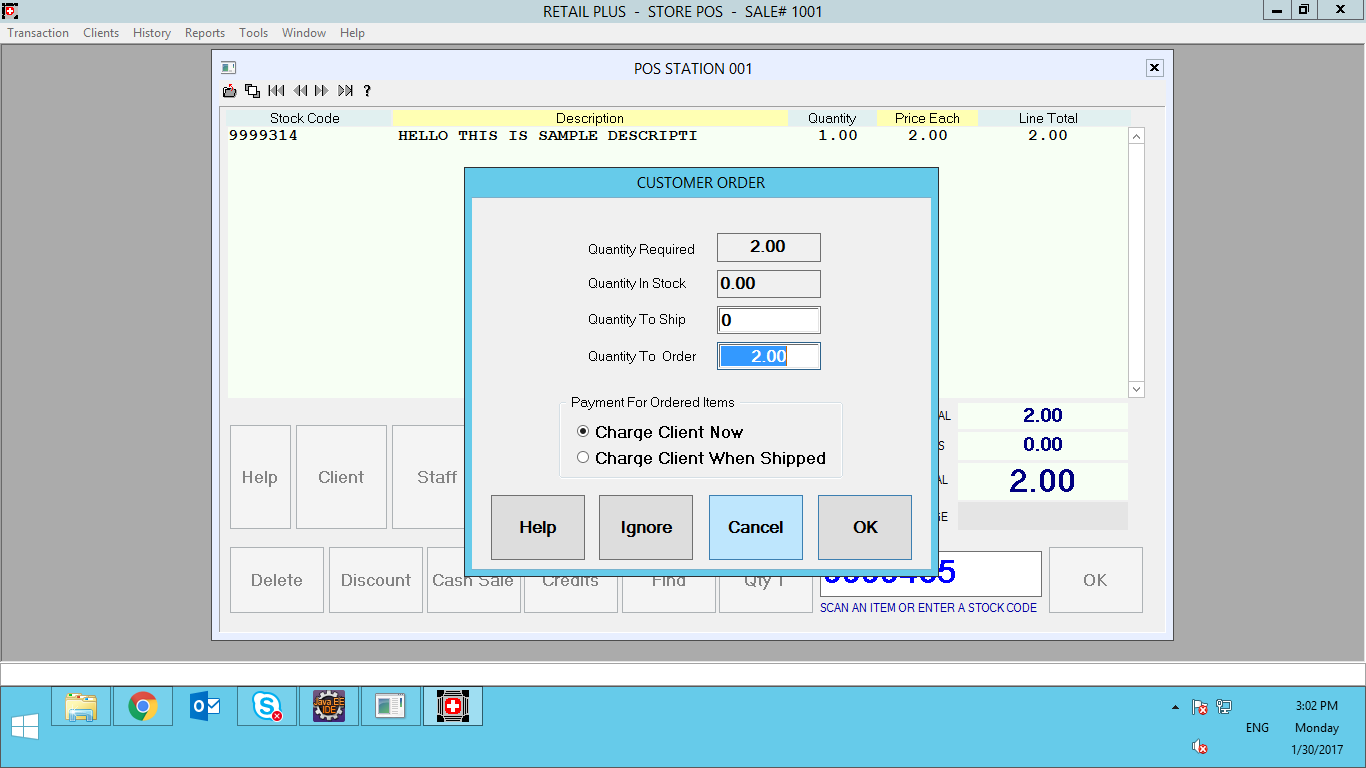 RETAIL PLUS - STORE POS - SALE# 1001
Transaction Clients History Reports Tools Window Help
POS STATION 001
?
Stock Code Description Quantity Price Each Line Total
9999314 HELLO THIS IS SAMPLE DESCRIPTI 1.00 2.00 2.00
CUSTOMER ORDER
Quantity Required 2.00
Quantity In Stock 0.00
Quantity To Ship 0
Quantity To Order 2.00
Payment For Ordered Items
Charge Client Now
Charge Client When Shipped
Help Ignore Cancel OK
AL 2.00
S 0.00
AL 2.00
GE
Help Client Staff
Delete Discount Cash Sale Credits Find Qty 1 OK
SCAN AN ITEM OR ENTER A STOCK CODE
Java EE
IDE
ENG
3:02 PM
Monday
1/30/2017